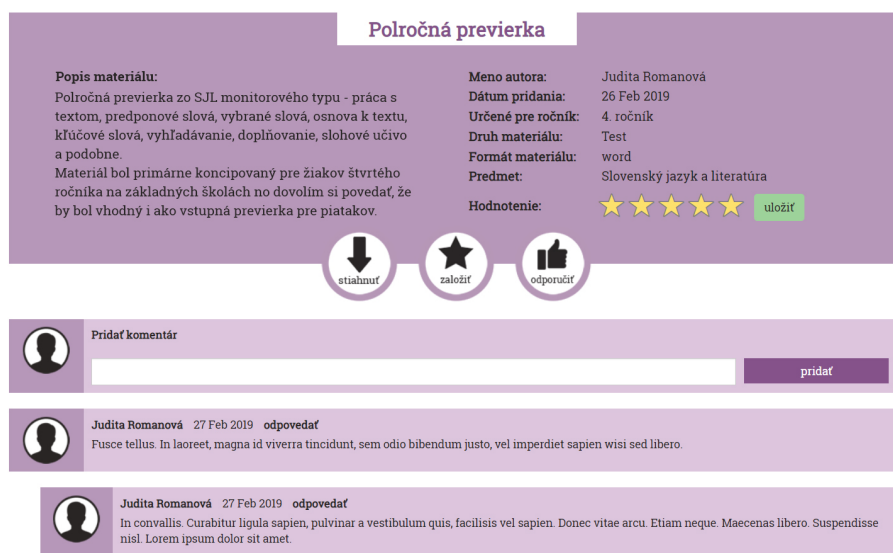 Polročná previerka
Popis materiálu:
Polročná previerka zo SJL monitorového typu - práca s
textom, predponové slová, vybrané slová, osnova k textu,
kľúčové slová, vyhľadávanie, doplňovanie, slohové učivo
a podobne.
Materiál bol primárne koncipovaný pre žiakov štvrtého
ročníka na základných školách no dovolím si povedať, že
by bol vhodný i ako vstupná previerka pre piatakov.
Meno autora: Judita Romanová
Dátum pridania: 26 Feb 2019
Určené pre ročník: 4. ročník
Druh materiálu: Test
Formát materiálu: word
Predmet: Slovenský jazyk a literatúra
Hodnotenie: uložiť
stiahnuť založiť odporučiť
Pridať komentár
pridať
Judita Romanová 27 Feb 2019 odpovedať
Fusce tellus. In laoreet, magna id viverra tincidunt, sem odio bibendum justo, vel imperdiet sapien wisi sed libero.
Judita Romanová 27 Feb 2019 odpovedať
In convallis. Curabitur ligula sapien, pulvinar a vestibulum quis, facilisis vel sapien. Donec vitae arcu. Etiam neque. Maecenas libero. Suspendisse
nisl. Lorem ipsum dolor sit amet.